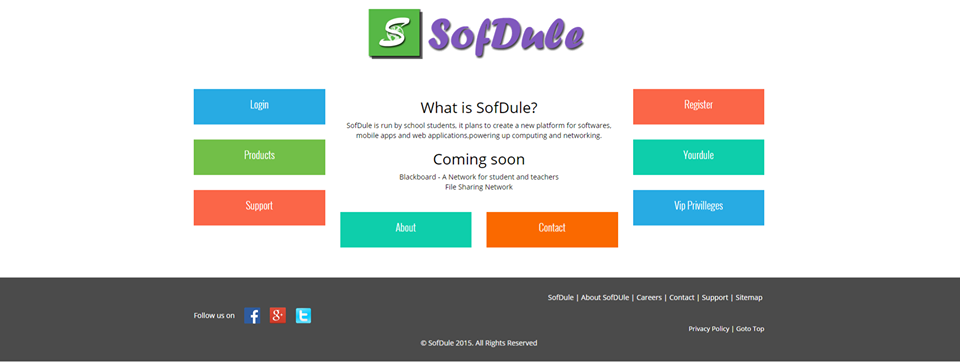 S SofDule
Login
What is SofDule?
Register
SofDule is run by school students, it plans to create a new platform for softwares,
mobile apps and web applications,powering up computing and networking.
Products
Coming soon
Yourdule
Blackboard - A Network for student and teachers
File Sharing Network
Support
Vip Privilleges
About
Contact
SofDule | About SofDUle | Careers | Contact | Support | Sitemap
Follow us on
f
g+
Privacy Policy | Goto Top
© SofDule 2015. All Rights Reserved